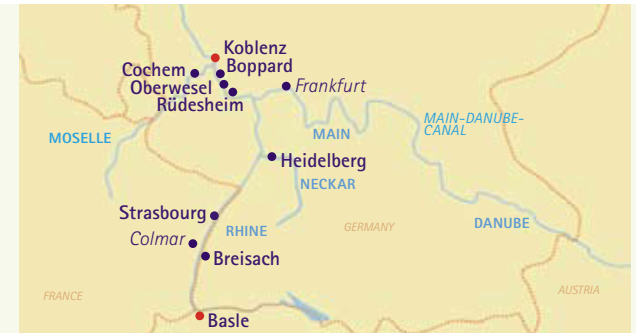 Koblenz
Cochem
Boppard
Oberwesel
Frankfurt
Rüdesheim
MAIN-DANUBE-
CANAL
MOSELLE
MAIN
Heidelberg
NECKAR
Strasbourg
RHINE
GERMANY
DANUBE
Colmar
Breisach
FRANCE
AUSTRIA
Basle